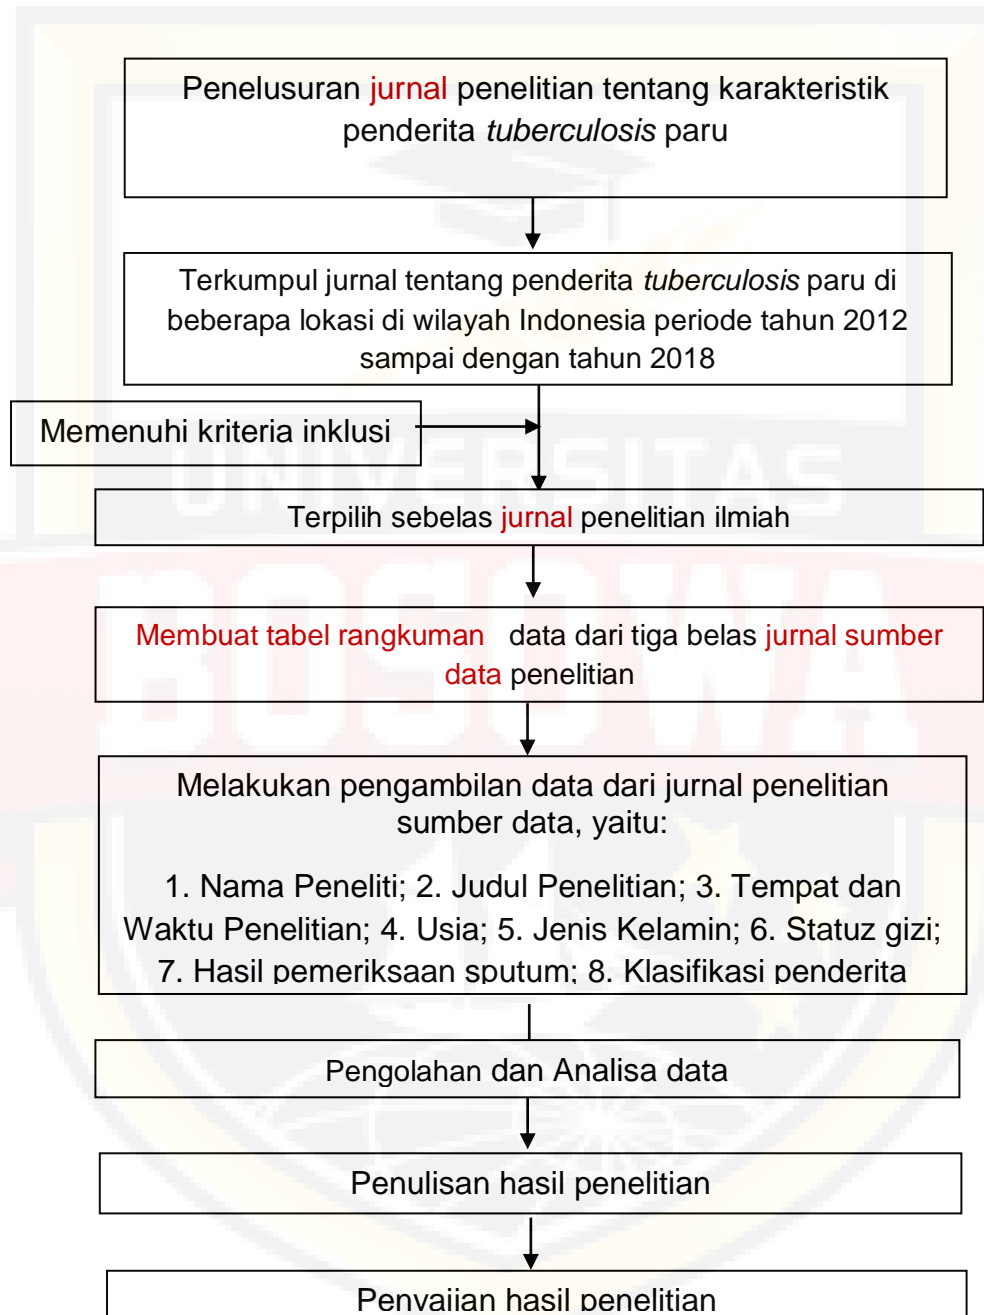 Penelusuran jurnal penelitian tentang karakteristik
penderita tuberculosis paru
Terkumpul jurnal tentang penderita tuberculosis paru di
beberapa lokasi di wilayah Indonesia periode tahun 2012
sampai dengan tahun 2018
Memenuhi kriteria inklusi
UNIVERSITAS
Terpilih sebelas jurnal penelitian ilmiah
BOSOWA
Membuat tabel rangkuman data dari tiga belas jurnal sumber
data penelitian
Melakukan pengambilan data dari jurnal penelitian
sumber data, yaitu:
1. Nama Peneliti; 2. Judul Penelitian; 3. Tempat dan
Waktu Penelitian; 4. Usia; 5. Jenis Kelamin; 6. Statuz gizi;
7. Hasil pemeriksaan sputum; 8. Klasifikasi penderita
Pengolahan dan Analisa data
Penulisan hasil penelitian
Penyajian hasil penelitian